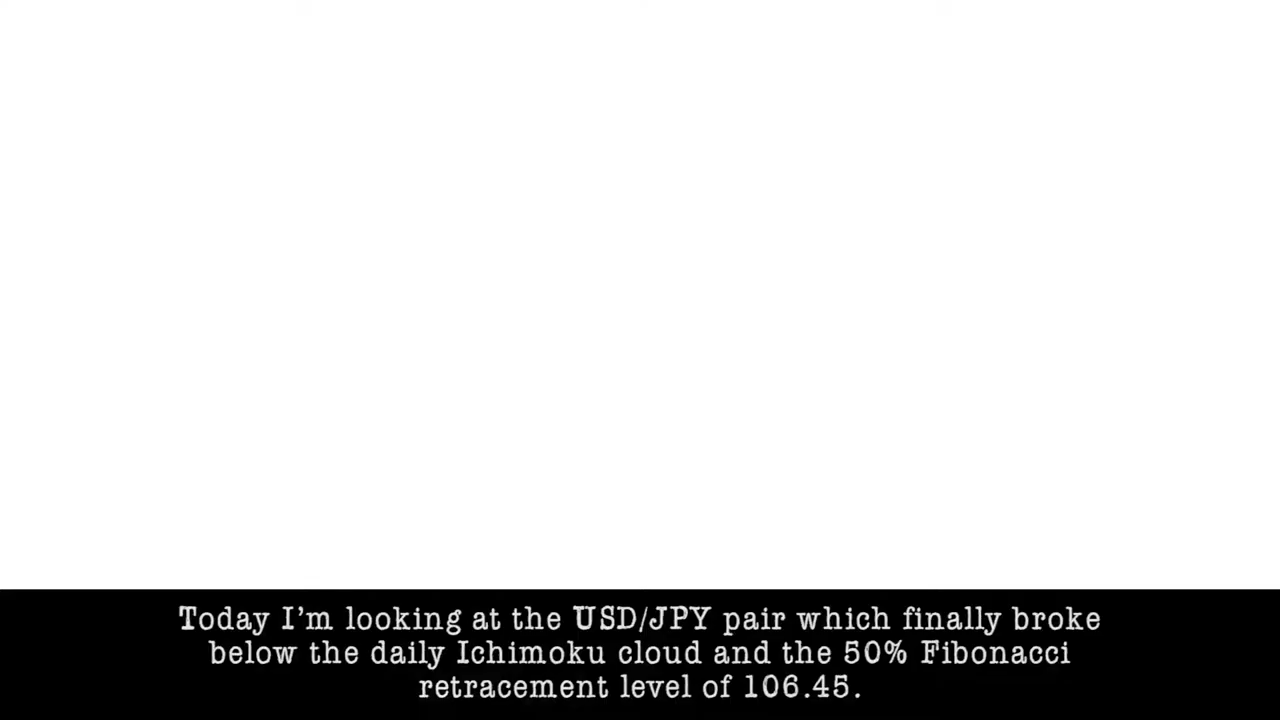 Today I'm looking at the USD/JPY pair which finally broke
below the daily Ichimoku cloud and the 50% Fibonacci
retracement level of 106.45.